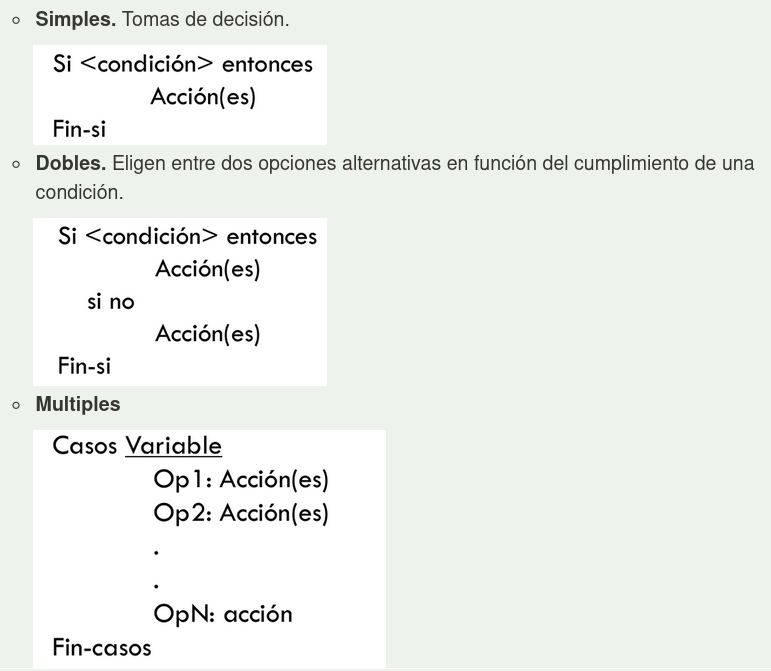 Simples. Tomas de decisión.
Si <condición> entonces
Acción(es)
Fin-si
Dobles. Eligen entre dos opciones alternativas en función del cumplimiento de una
condición.
Si <condición> entonces
Acción(es)
si no
Acción(es)
Fin-si
Multiples
Casos Variable
Op1: Acción(es)
Op2: Acción(es)
.
.
OpN: acción
Fin-casos